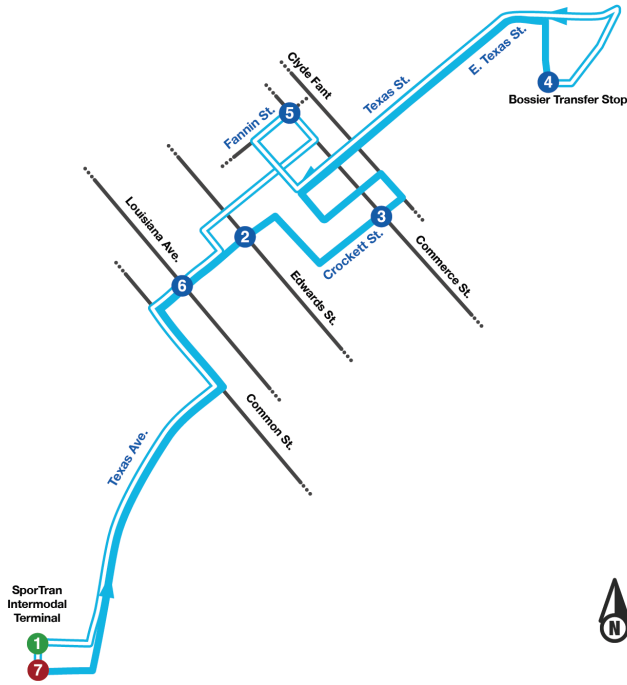 4
Bossier Transfer Stop
E. Texas St.
Texas St.
Clyde Fant
5
Fannin St.
3
Crockett St.
Commerce St.
2
Louisiana Ave.
Edwards St.
6
Common St.
Texas Ave.
SporTran
Intermodal
Terminal
1
7
N